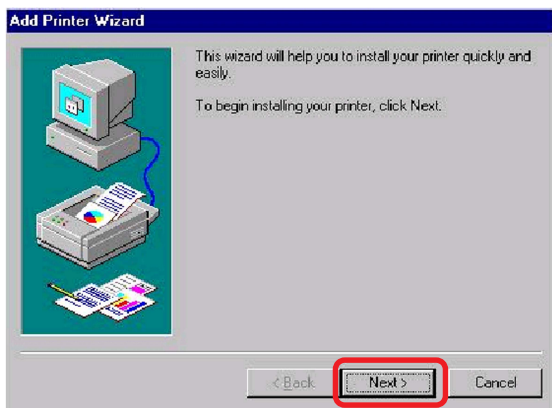 Add Printer Wizard
This wizard will help you to install your printer quickly and
easily.
To begin installing your printer, click Next.
< Back
Next >
Cancel